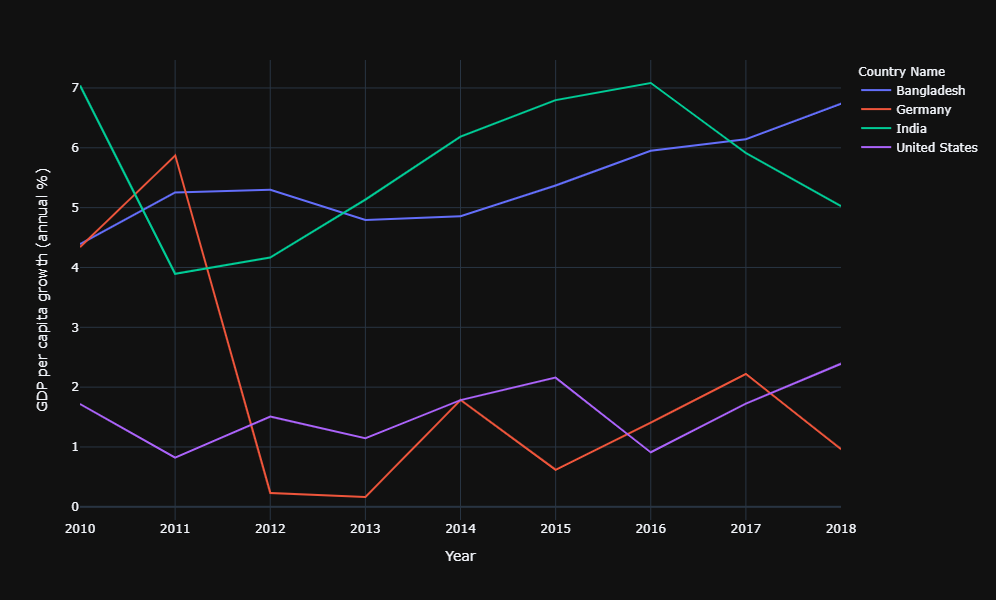 Country Name
Bangladesh
Germany
India
United States
GDP per capita growth (annual %)
7
6
5
4
3
2
1
0
2010 2011 2012 2013 2014 2015 2016 2017 2018
Year